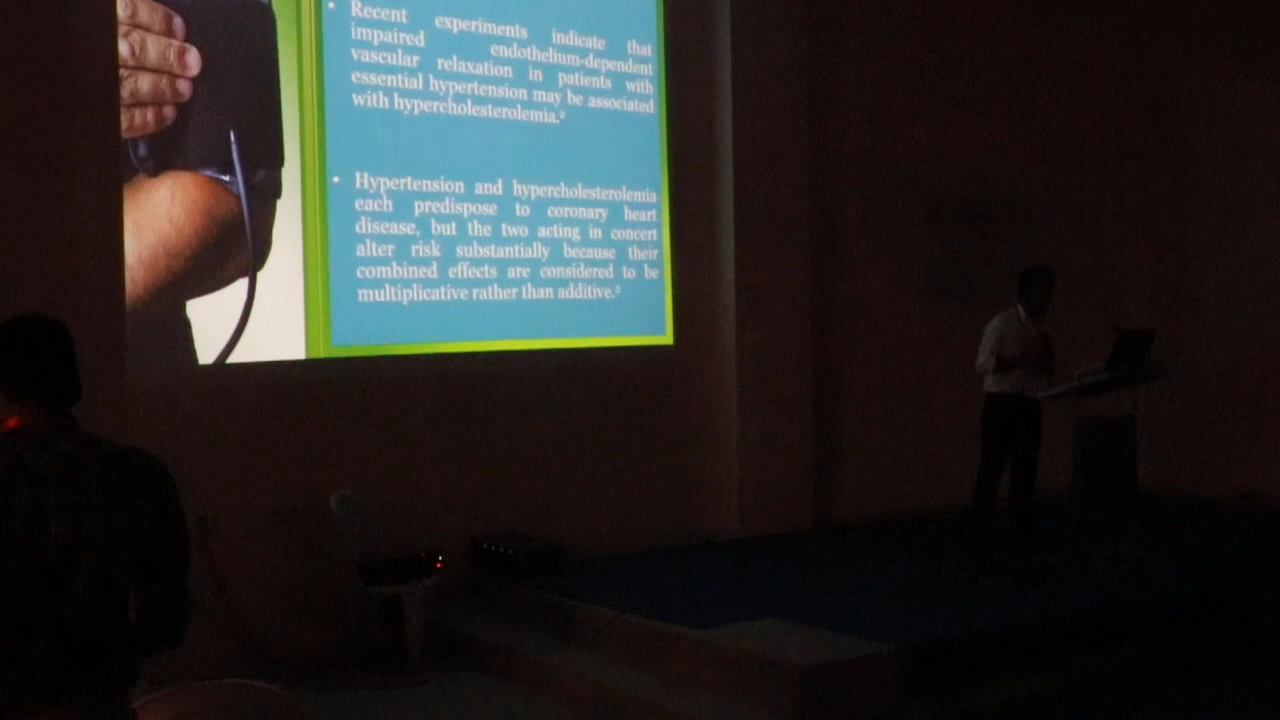 • Recent experiments indicate that
impaired endothelium-dependent
vascular relaxation in patients with
essential hypertension may be associated
with hypercholesterolemia.²
• Hypertension and hypercholesterolemia
each predispose to coronary heart
disease, but the two acting in concert
alter risk substantially because their
combined effects are considered to be
multiplicative rather than additive.²